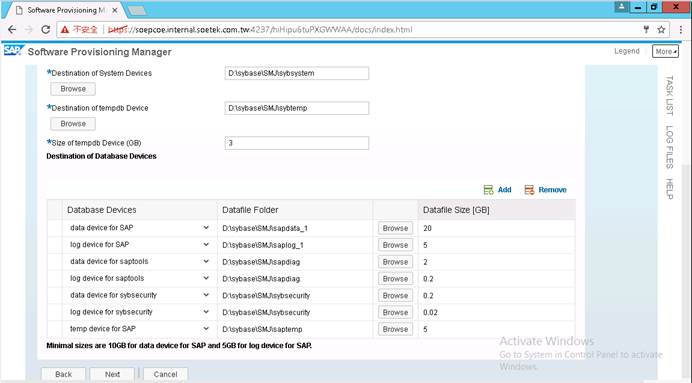 Software Provisioning M
不安全 | https://soepcoe.internal.soetek.com.tw:4237/hiHipu6tuPXGWWAA/docs/index.html
SAP Software Provisioning Manager
Legend
More
TASK LIST
LOG FILES
HELP
*Destination of System Devices D:\sybase\SMJ\sybsystem
Browse
*Destination of tempdb Device D:\sybase\SMJ\sybtemp
Browse
*Size of tempdb Device (GB) 3
Destination of Database Devices
Add Remove
Database Devices Datafile Folder Datafile Size [GB]
data device for SAP D:\sybase\SMJ\sapdata_1 Browse 20
log device for SAP D:\sybase\SMJ\saplog_1 Browse 5
data device for saptools D:\sybase\SMJ\sapdiag Browse 2
log device for saptools D:\sybase\SMJ\sapdiag Browse 0.2
data device for sybsecurity D:\sybase\SMJ\sybsecurity Browse 0.2
log device for sybsecurity D:\sybase\SMJ\sybsecurity Browse 0.02
temp device for SAP D:\sybase\SMJ\saptemp Browse 5
Minimal sizes are 10GB for data device for SAP and 5GB for log device for SAP.
Activate Windows
Go to System in Control Panel to activate
Windows.
Back Next Cancel